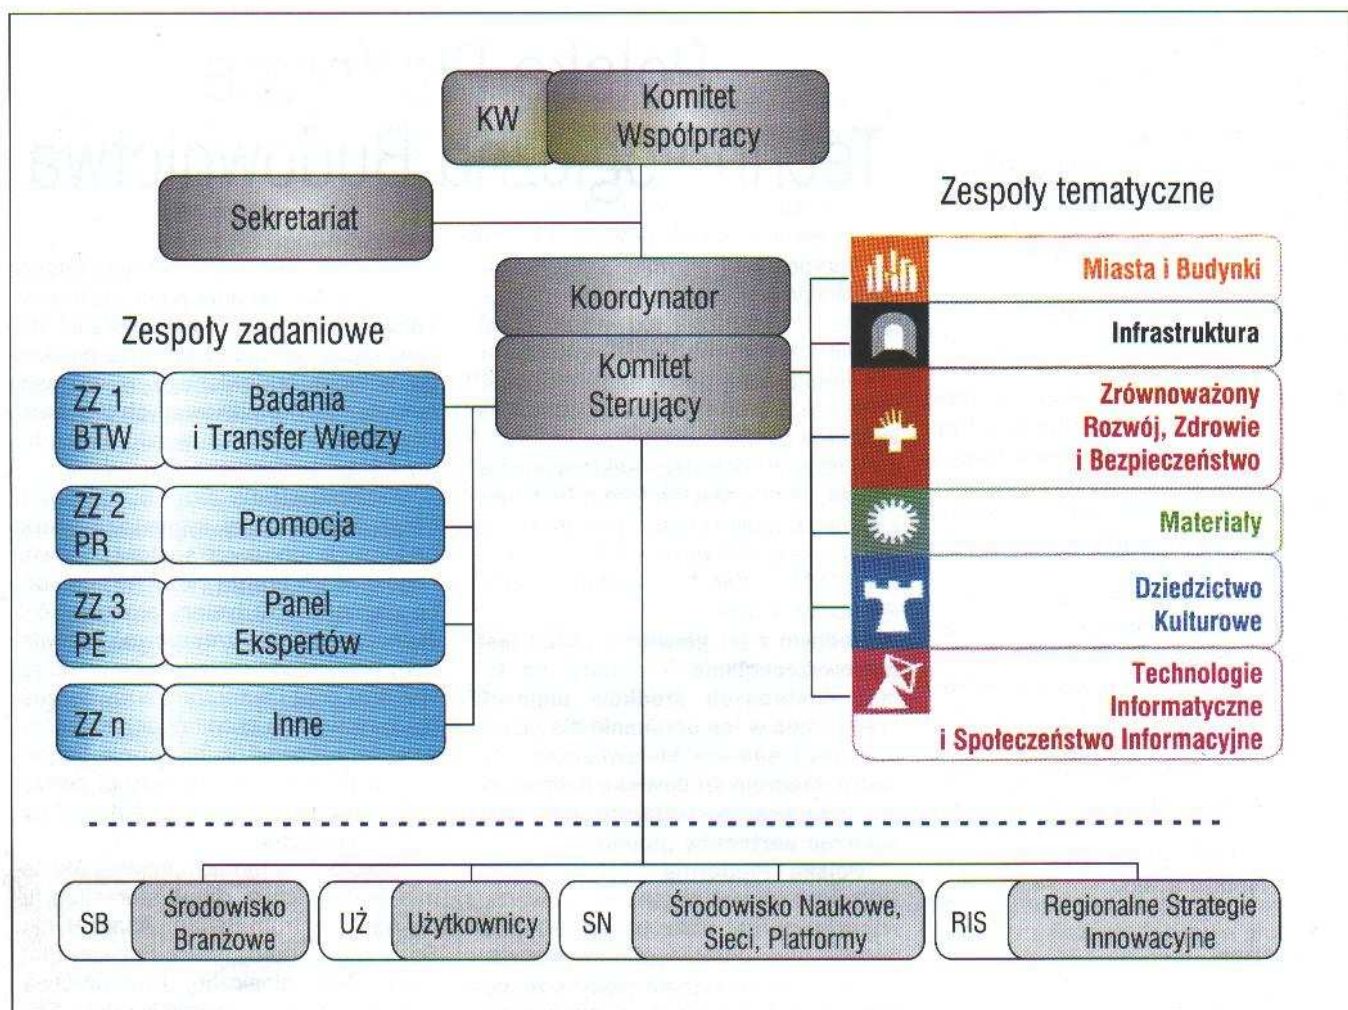 KW
Komitet
Współpracy
Sekretariat
Koordynator
Komitet
Sterujący
Zespoły zadaniowe
ZZ 1
BTW
Badania
i Transfer Wiedzy
ZZ 2
PR
Promocja
ZZ 3
PE
Panel
Ekspertów
ZZ n
Inne
Zespoły tematyczne
Miasta i Budynki
Infrastruktura
Zrównoważony
Rozwój, Zdrowie
i Bezpieczeństwo
Materiały
Dziedzictwo
Kulturowe
Technologie
Informatyczne
i Społeczeństwo Informacyjne
SB
Środowisko
Branżowe
UŻ
Użytkownicy
SN
Środowisko Naukowe,
Sieci, Platformy
RIS
Regionalne Strategie
Innowacyjne